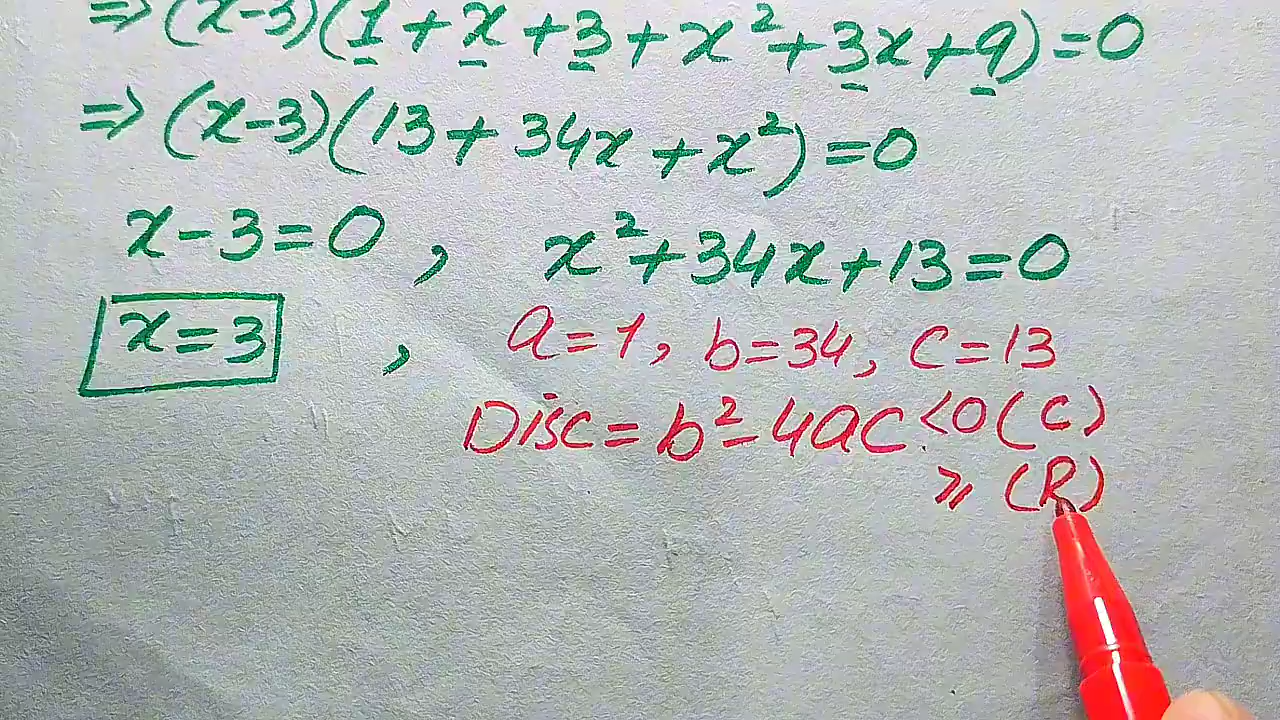 ⇒(x-3)(1+x+3+x²+3x+9)=0
⇒(x-3)(13+34x+x²)=0
x-3=0, x²+34x+13=0
x=3, a=1, b=34, c=13
Disc=b²-4ac<0(C)
≥(R)